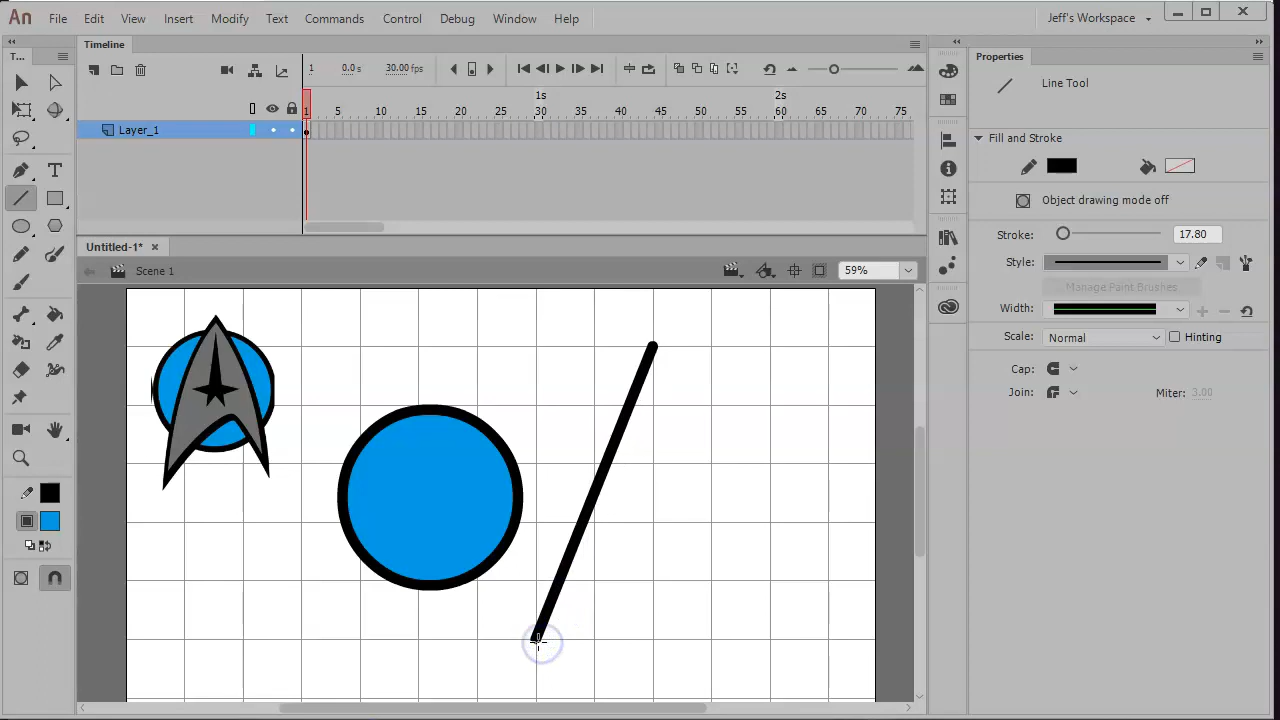 An File Edit View Insert Modify Text Commands Control Debug Window Help Jeff's Workspace
T... Timeline Properties
1 0.0s 30.00 fps Line Tool
1s 2s
1 5 10 15 20 25 30 35 40 45 50 55 60 65 70 75
Layer_1 Fill and Stroke
T
Object drawing mode off
Stroke: 17.80
Untitled-1*
Style:
Scene 1 59%
Manage Paint Brushes
Width:
Scale: Normal Hinting
Cap:
Join: Miter: 3.00